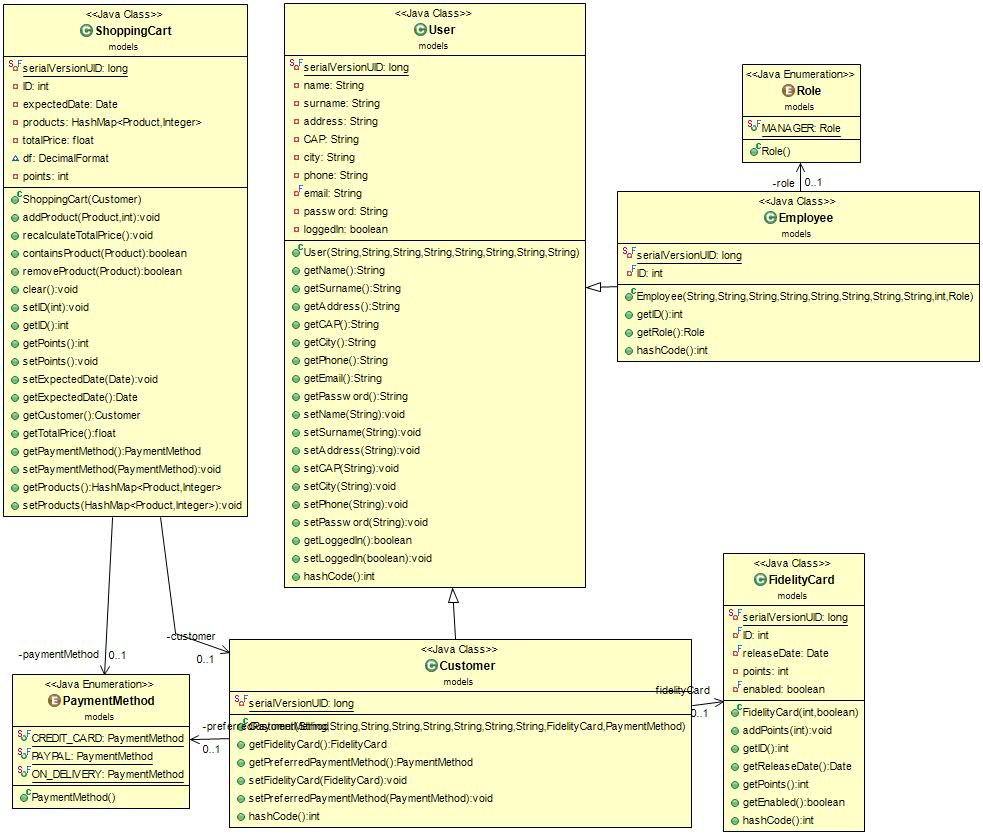 <<Java Class>>
ShoppingCart
models
serialVersionUID: long
ID: int
expectedDate: Date
products: HashMap<Product,Integer>
totalPrice: float
df: DecimalFormat
points: int
ShoppingCart(Customer)
addProduct(Product,int):void
recalculateTotalPrice():void
containsProduct(Product):boolean
removeProduct(Product):boolean
clear():void
setID(int):void
getID():int
getPoints():int
setPoints():void
setExpectedDate(Date):void
getExpectedDate():Date
getCustomer():Customer
getTotalPrice():float
getPaymentMethod():PaymentMethod
setPaymentMethod(PaymentMethod):void
getProducts():HashMap<Product,Integer>
setProducts(HashMap<Product,Integer>):void
<<Java Class>>
User
models
serialVersionUID: long
name: String
surname: String
address: String
CAP: String
city: String
phone: String
email: String
password: String
loggedIn: boolean
User(String,String,String,String,String,String,String,String)
getName():String
getSurname():String
getAddress():String
getCAP():String
getCity():String
getPhone():String
getEmail():String
getPassword():String
setName(String):void
setSurname(String):void
setAddress(String):void
setCAP(String):void
setCity(String):void
setPhone(String):void
setPassword(String):void
getLoggedIn():boolean
setLoggedIn(boolean):void
hashCode():int
<<Java Enumeration>>
Role
models
MANAGER: Role
Role()
-role 0..1
<<Java Class>>
Employee
models
serialVersionUID: long
ID: int
Employee(String,String,String,String,String,String,String,String,int,Role)
getID():int
getRole():Role
hashCode():int
-paymentMethod 0..1
-customer
0..1
<<Java Enumeration>>
PaymentMethod
models
CREDIT_CARD: PaymentMethod
PAYPAL: PaymentMethod
ON_DELIVERY: PaymentMethod
PaymentMethod()
0..1
<<Java Class>>
Customer
models
serialVersionUID: long
String,String,String,String,String,String,String,FidelityCard,PaymentMethod)
getFidelityCard():FidelityCard
getPreferredPaymentMethod():PaymentMethod
setFidelityCard(FidelityCard):void
setPreferredPaymentMethod(PaymentMethod):void
hashCode():int
fidelityCard
0..1
<<Java Class>>
FidelityCard
models
serialVersionUID: long
ID: int
releaseDate: Date
points: int
enabled: boolean
FidelityCard(int,boolean)
addPoints(int):void
getID():int
getReleaseDate():Date
getPoints():int
getEnabled():boolean
hashCode():int